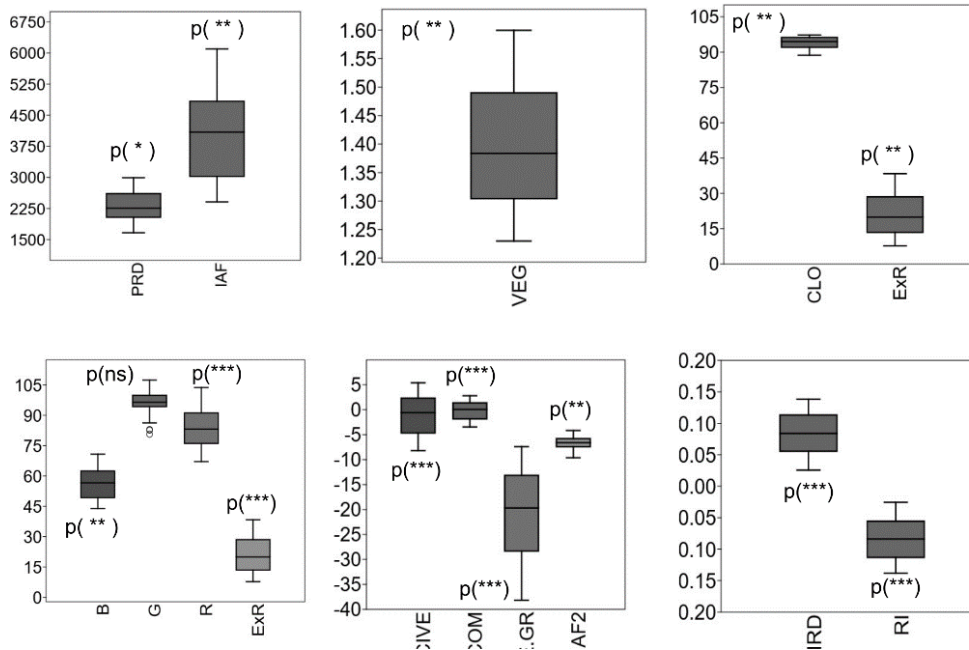 6750
6000
5250
4500
3750
3000
2250
1500
p( * )
p( ** )
PRD
IAF
1.60
1.55
1.50
1.45
1.40
1.35
1.30
1.25
1.20
p( ** )
VEG
105
90
75
60
45
30
15
0
p( ** )
p( ** )
CLO
ExR
105
90
75
60
45
30
15
0
p(ns)
p(***)
p( ** )
p(***)
B
G
R
ExR
5
0
-5
-10
-15
-20
-25
-30
-35
-40
p(***)
p(**)
p(***)
p(***)
CIVE
COM
AF2
0.20
0.15
0.10
0.05
0.00
0.05
0.10
0.15
0.20
p(***)
p(***)
RI